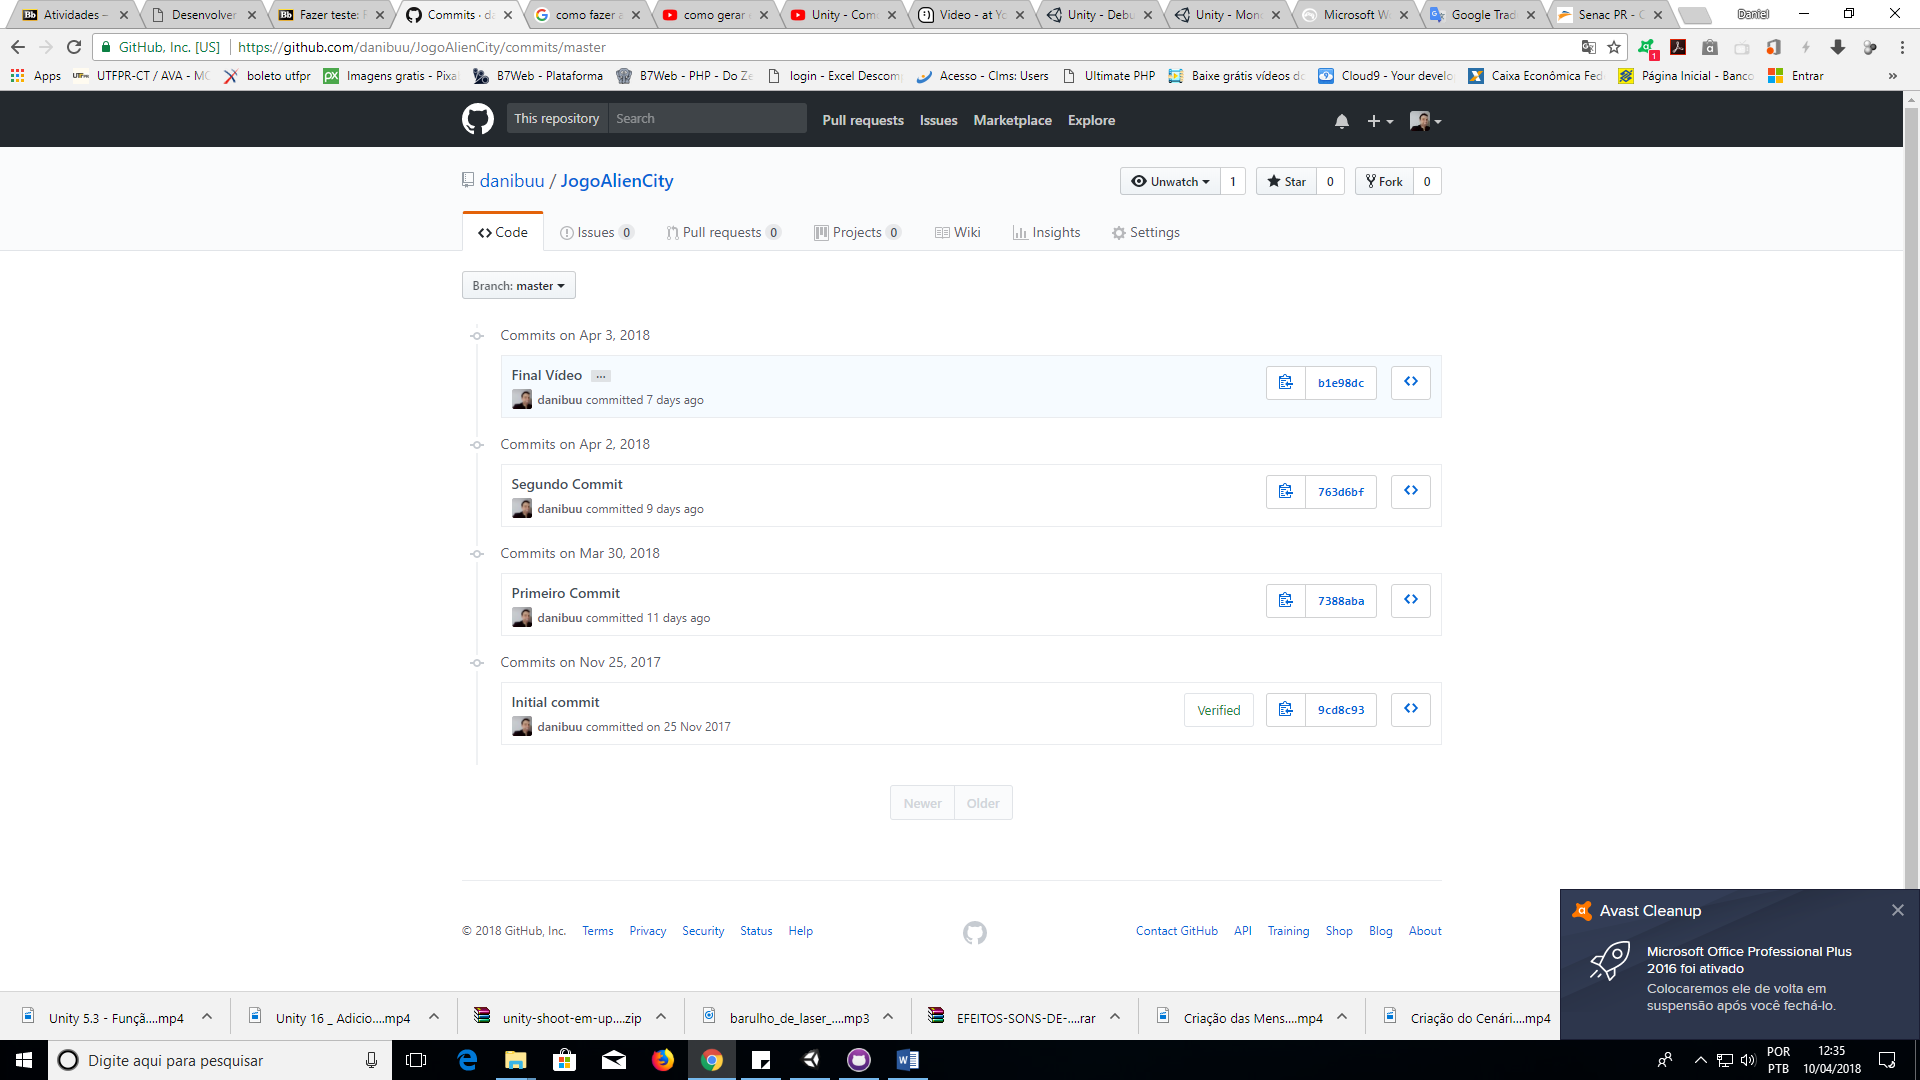 Atividades –
Desenvolver
Fazer teste:
Commits · da
como fazer a
como gerar
Unity - Com
Video - at Yo
Unity - Debu
Unity - Mon
Microsoft W
Google Trad
Senac PR - C
Daniel
GitHub, Inc. [US]
https://github.com/danibuu/JogoAlienCity/commits/master
Apps
UTFPR-CT / AVA - MO
boleto utfpr
Imagens gratis - Pixal
B7Web - Plataforma
B7Web - PHP - Do Ze
login - Excel Descom
Acesso - Clms: Users
Ultimate PHP
Baixe grátis vídeos do
Cloud9 - Your develo
Caixa Econômica Fed
Página Inicial - Banco
Entrar
»
This repository
Search
Pull requests
Issues
Marketplace
Explore
danibuu / JogoAlienCity
Unwatch
1
Star
0
Fork
0
Code
Issues 0
Pull requests 0
Projects 0
Wiki
Insights
Settings
Branch: master
Commits on Apr 3, 2018
Final Vídeo …
b1e98dc
danibuu committed 7 days ago
Commits on Apr 2, 2018
Segundo Commit
763d6bf
danibuu committed 9 days ago
Commits on Mar 30, 2018
Primeiro Commit
7388aba
danibuu committed 11 days ago
Commits on Nov 25, 2017
Initial commit
Verified
9cd8c93
danibuu committed on 25 Nov 2017
Newer
Older
© 2018 GitHub, Inc.
Terms
Privacy
Security
Status
Help
Contact GitHub
API
Training
Shop
Blog
About
Avast Cleanup
Microsoft Office Professional Plus
2016 foi ativado
Colocaremos ele de volta em
suspensão após você fechá-lo.
Unity 5.3 - Funçã....mp4
Unity 16 _ Adicio....mp4
unity-shoot-em-up....zip
barulho_de_laser_....mp3
EFEITOS-SONS-DE-....rar
Criação das Mens....mp4
Criação do Cenári....mp4
Digite aqui para pesquisar
POR
PTB
12:35
10/04/2018